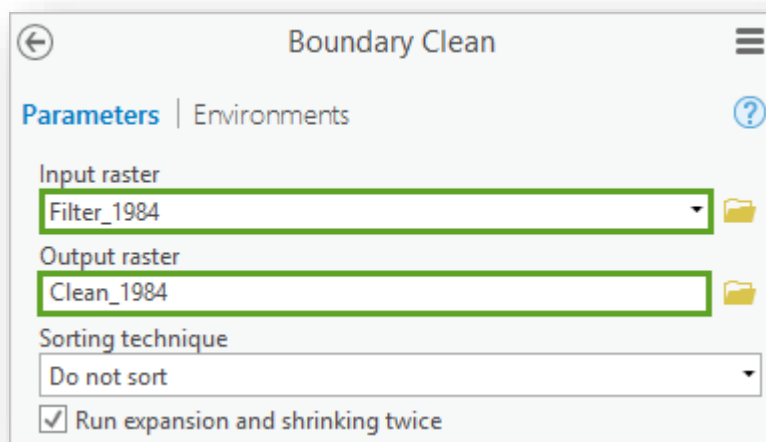 Boundary Clean
Parameters | Environments
?
Input raster
Filter_1984
Output raster
Clean_1984
Sorting technique
Do not sort
Run expansion and shrinking twice